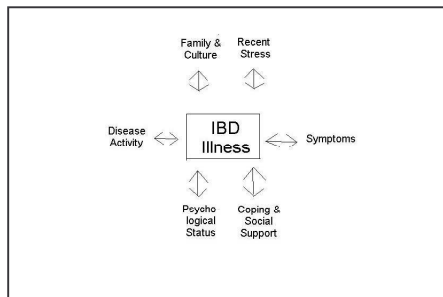 Family &
Culture
Recent
Stress
Disease
Activity
IBD
Illness
Symptoms
Psycho
logical
Status
Coping &
Social
Support